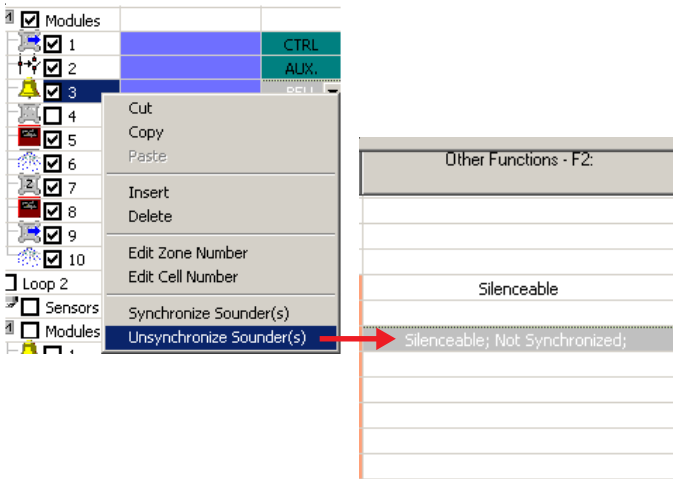 Modules
1 CTRL
2 AUX.
3
4
5
6
7
8
9
10
Loop 2
Sensors
Modules
1
Cut
Copy
Paste
Insert
Delete
Edit Zone Number
Edit Cell Number
Synchronize Sounder(s)
Unsynchronize Sounder(s)
Other Functions - F2:
Silenceable
Silenceable; Not Synchronized;